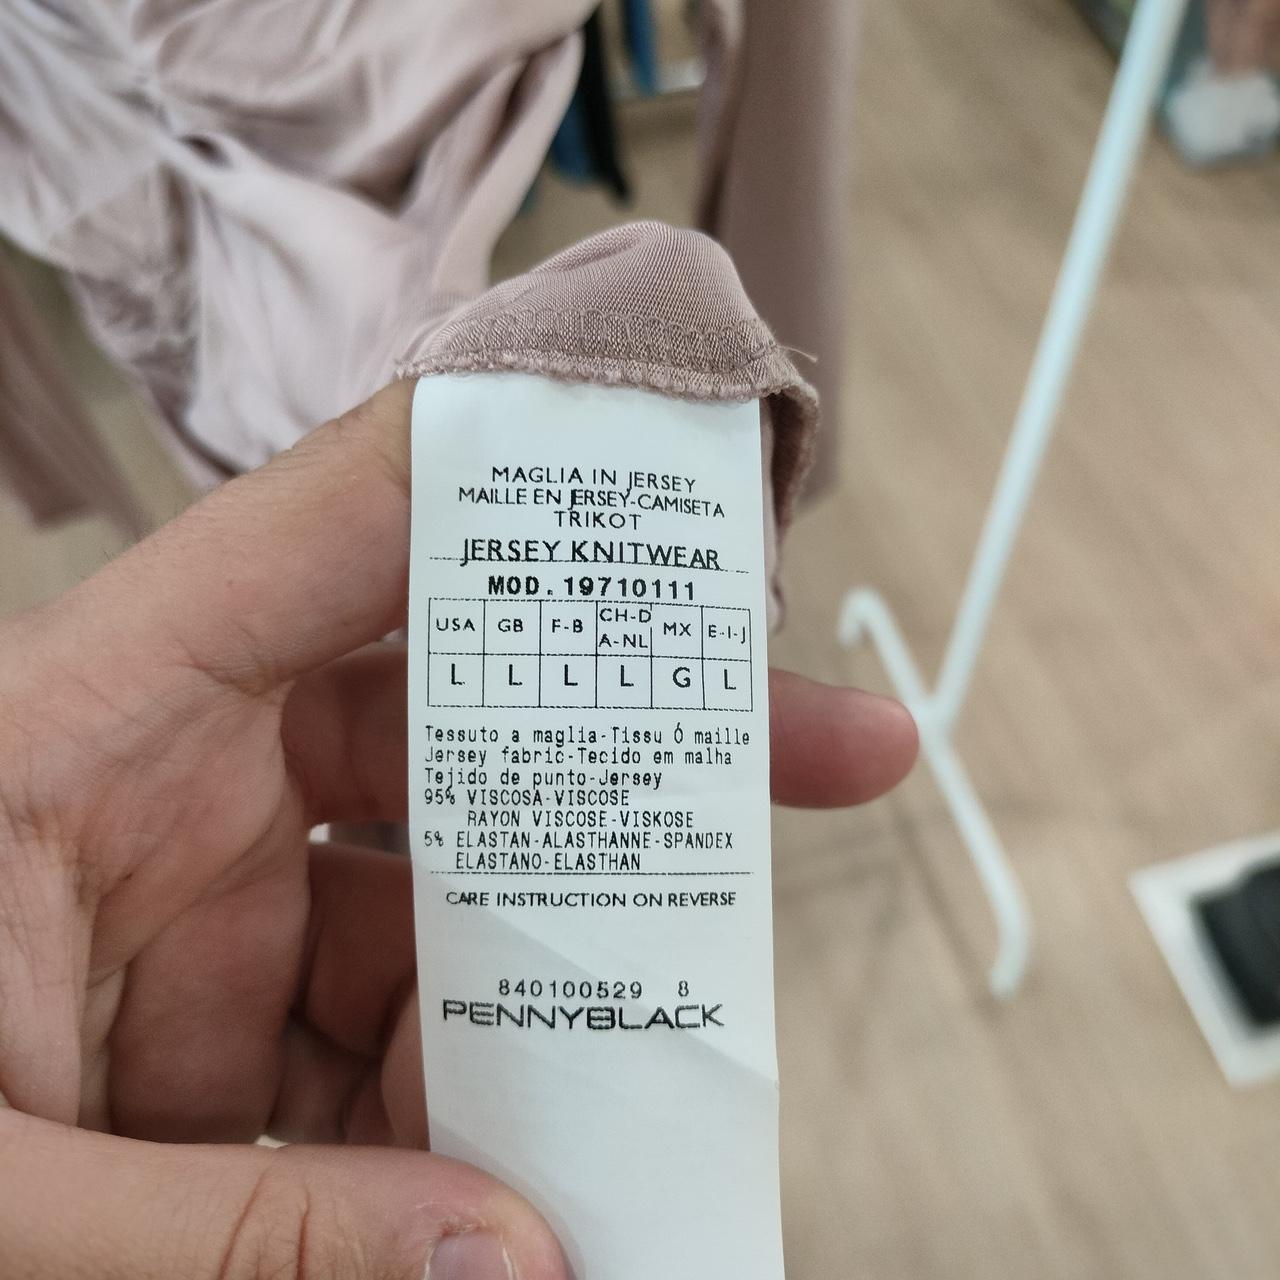 MAGLIA IN JERSEY
MAILLE EN JERSEY-CAMISETA
TRIKOT
JERSEY KNITWEAR
MOD. 19710111
USA GB F-B CH-D A-NL MX E-I-J
L L L L G L
Tessuto a maglia-Tissu Ó maille
Jersey fabric-Tecido em malha
Tejido de punto-Jersey
95% VISCOSA-VISCOSE
RAYON VISCOSE-VISKOSE
5% ELASTAN-ALASTHANNE-SPANDEX
ELASTANO-ELASTHAN
CARE INSTRUCTION ON REVERSE
840100529 8
PENNYBLACK